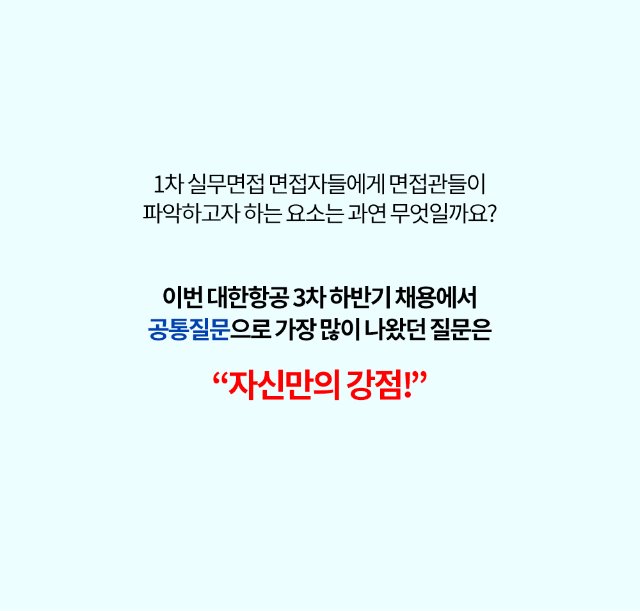 1차 실무면접 면접자들에게 면접관들이
파악하고자 하는 요소는 과연 무엇일까요?
이번 대한항공 3차 하반기 채용에서
공통질문으로 가장 많이 나왔던 질문은
“자신만의 강점!”